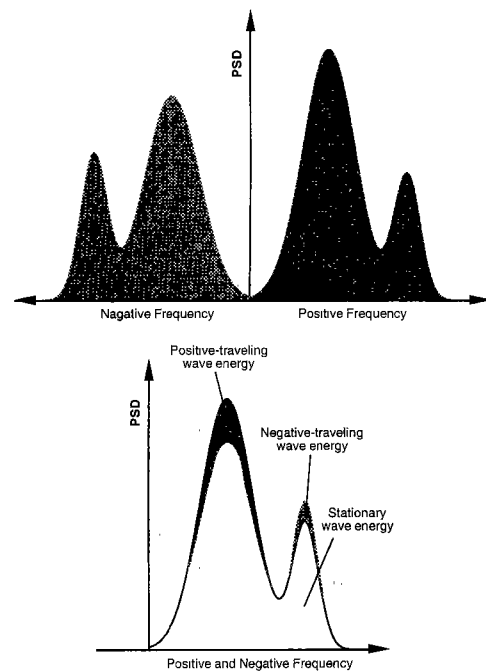 PSD
Nagative Frequency
Positive Frequency
Positive-traveling
wave energy
PSD
Negative-traveling
wave energy
Stationary
wave energy
Positive and Negative Frequency